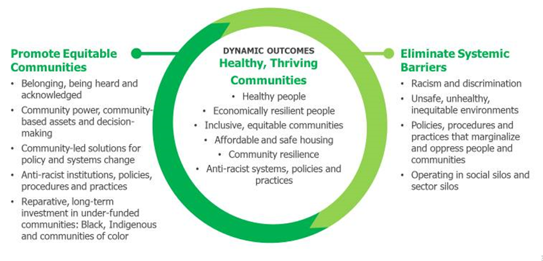 Promote Equitable
Communities
• Belonging, being heard and
acknowledged
• Community power, community-
based assets and decision-
making
• Community-led solutions for
policy and systems change
• Anti-racist institutions, policies,
procedures and practices
• Reparative, long-term
investment in under-funded
communities: Black, Indigenous
and communities of color
DYNAMIC OUTCOMES
Healthy, Thriving
Communities
• Healthy people
• Economically resilient people
• Inclusive, equitable communities
• Affordable and safe housing
• Community resilience
• Anti-racist systems, policies and
practices
Eliminate Systemic
Barriers
• Racism and discrimination
• Unsafe, unhealthy,
inequitable environments
• Policies, procedures and
practices that marginalize
and oppress people and
communities
• Operating in social silos and
sector silos
1